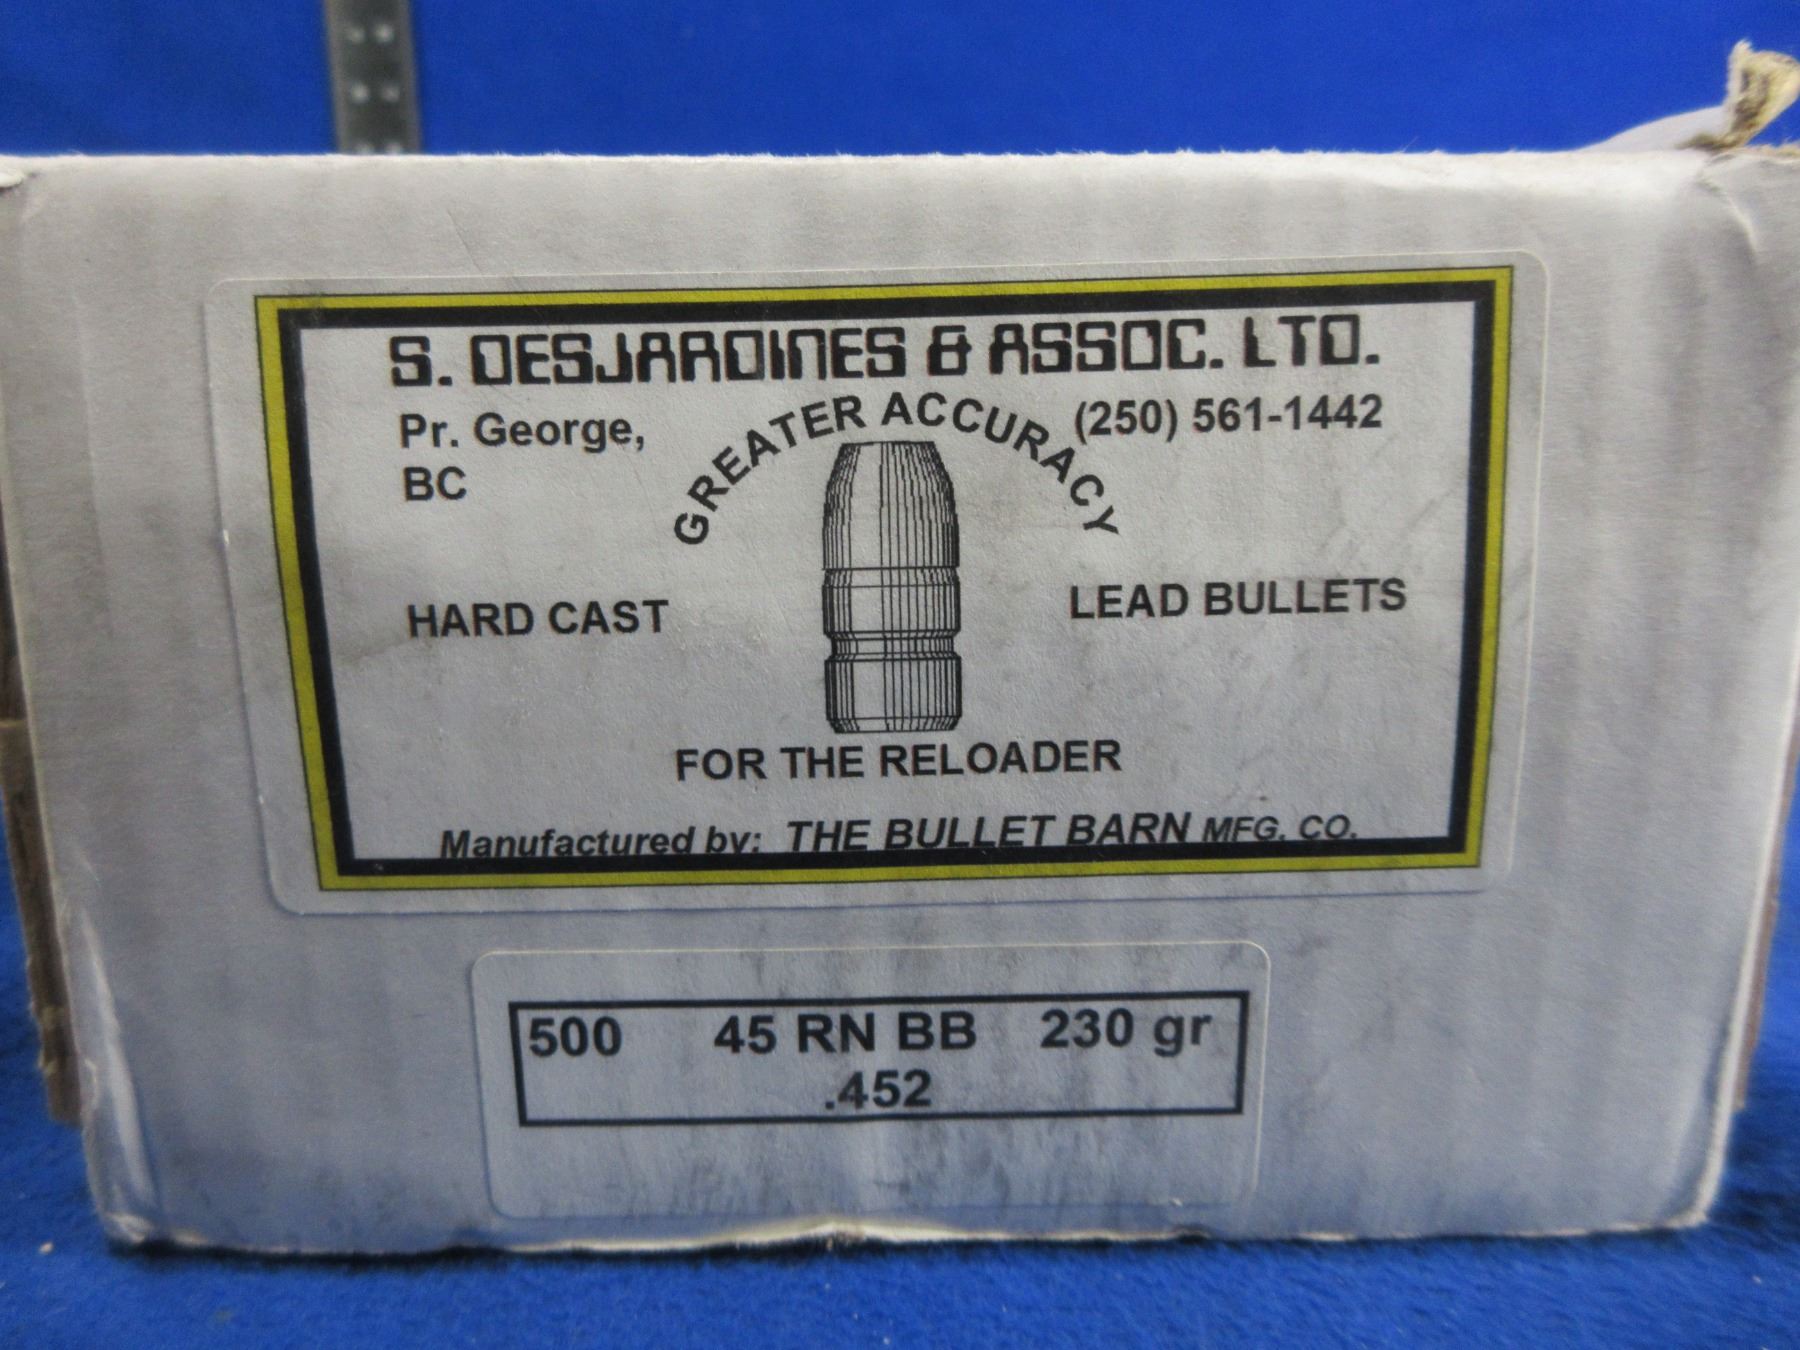 S. DESJARDINES & ASSOC. LTD.
Pr. George,
BC
(250) 561-1442
GREATER ACCURACY
HARD CAST
LEAD BULLETS
FOR THE RELOADER
Manufactured by: THE BULLET BARN MFG. CO.
500 45 RN BB 230 gr
.452